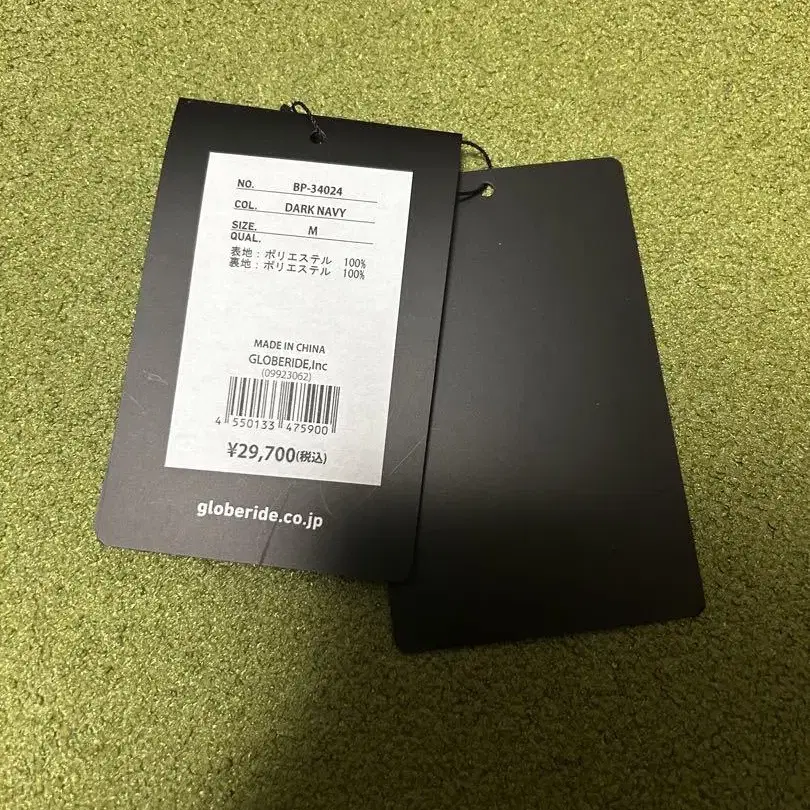 NO. BP-34024
COL. DARK NAVY
SIZE. M
QUAL.
表地：ポリエステル 100%
裏地：ポリエステル 100%
MADE IN CHINA
GLOBERIDE,Inc
(09923062)
4 550133 475900
¥29,700(税込)
globeride.co.jp